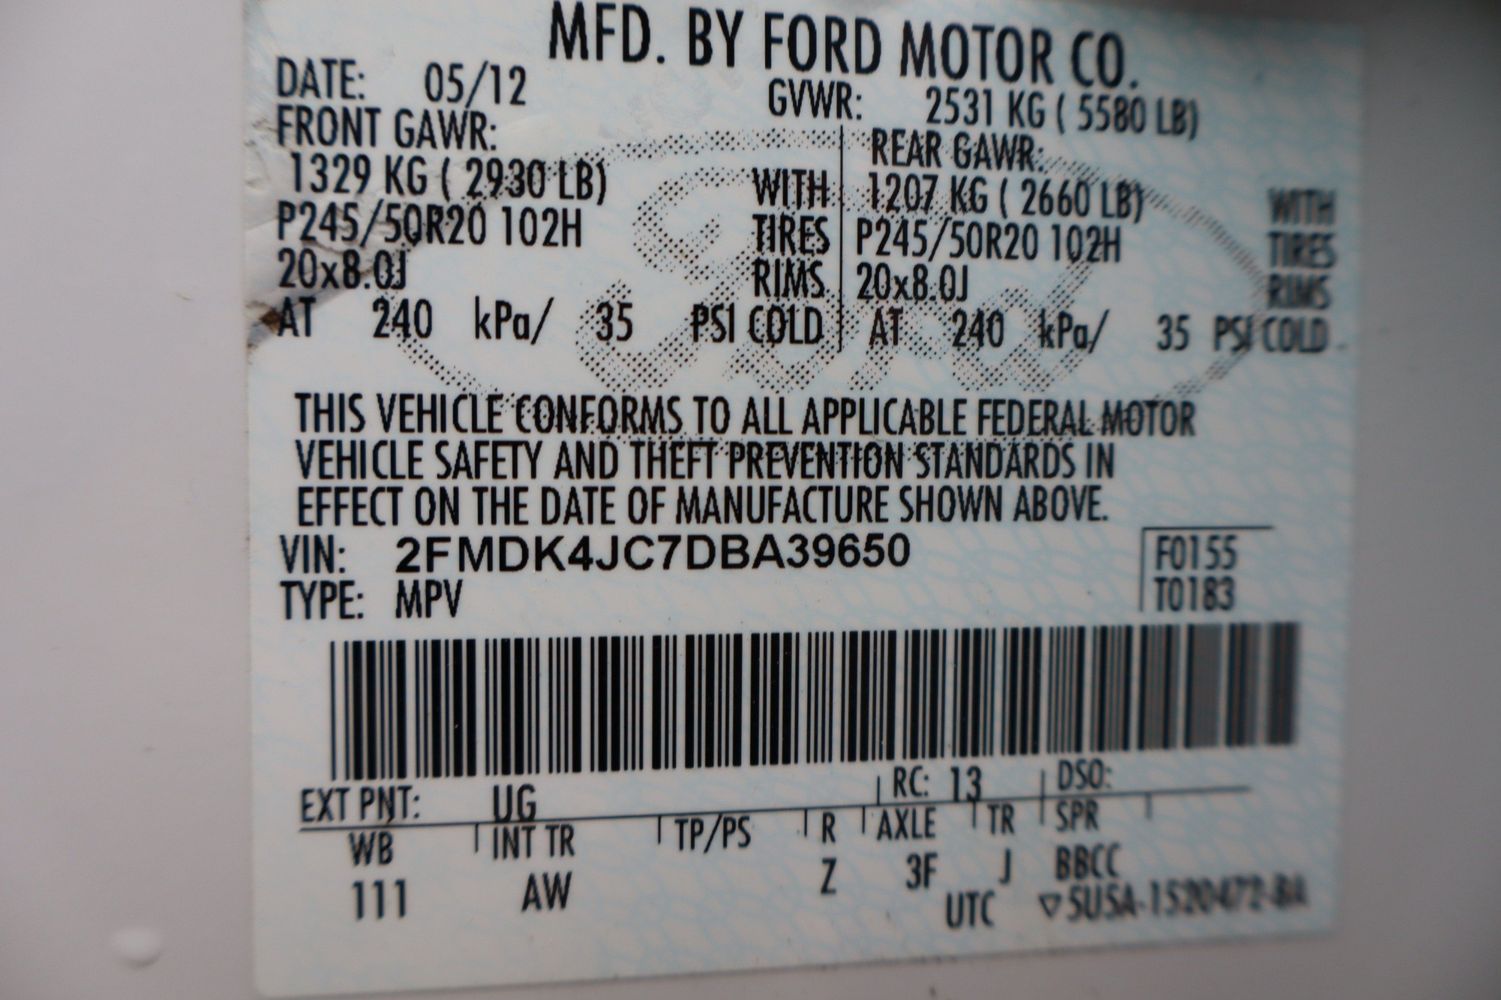 MFD. BY FORD MOTOR CO.
DATE: 05/12 GVWR: 2531 KG ( 5580 LB)
FRONT GAWR: REAR GAWR:
1329 KG ( 2930 LB) WITH 1207 KG ( 2660 LB) WITH
P245/50R20 102H TIRES P245/50R20 102H TIRES
20x8.0J RIMS 20x8.0J RIMS
AT 240 kPa/ 35 PSI COLD AT 240 kPa/ 35 PSI COLD
THIS VEHICLE CONFORMS TO ALL APPLICABLE FEDERAL MOTOR
VEHICLE SAFETY AND THEFT PREVENTION STANDARDS IN
EFFECT ON THE DATE OF MANUFACTURE SHOWN ABOVE.
VIN: 2FMDK4JC7DBA39650 F0155
TYPE: MPV T0183
EXT PNT: UG RC: 13 DSO:
WB INT TR TP/PS R AXLE TR SPR
111 AW Z 3F J BBCC
UTC ▽5USA-1520472-BA
Ford